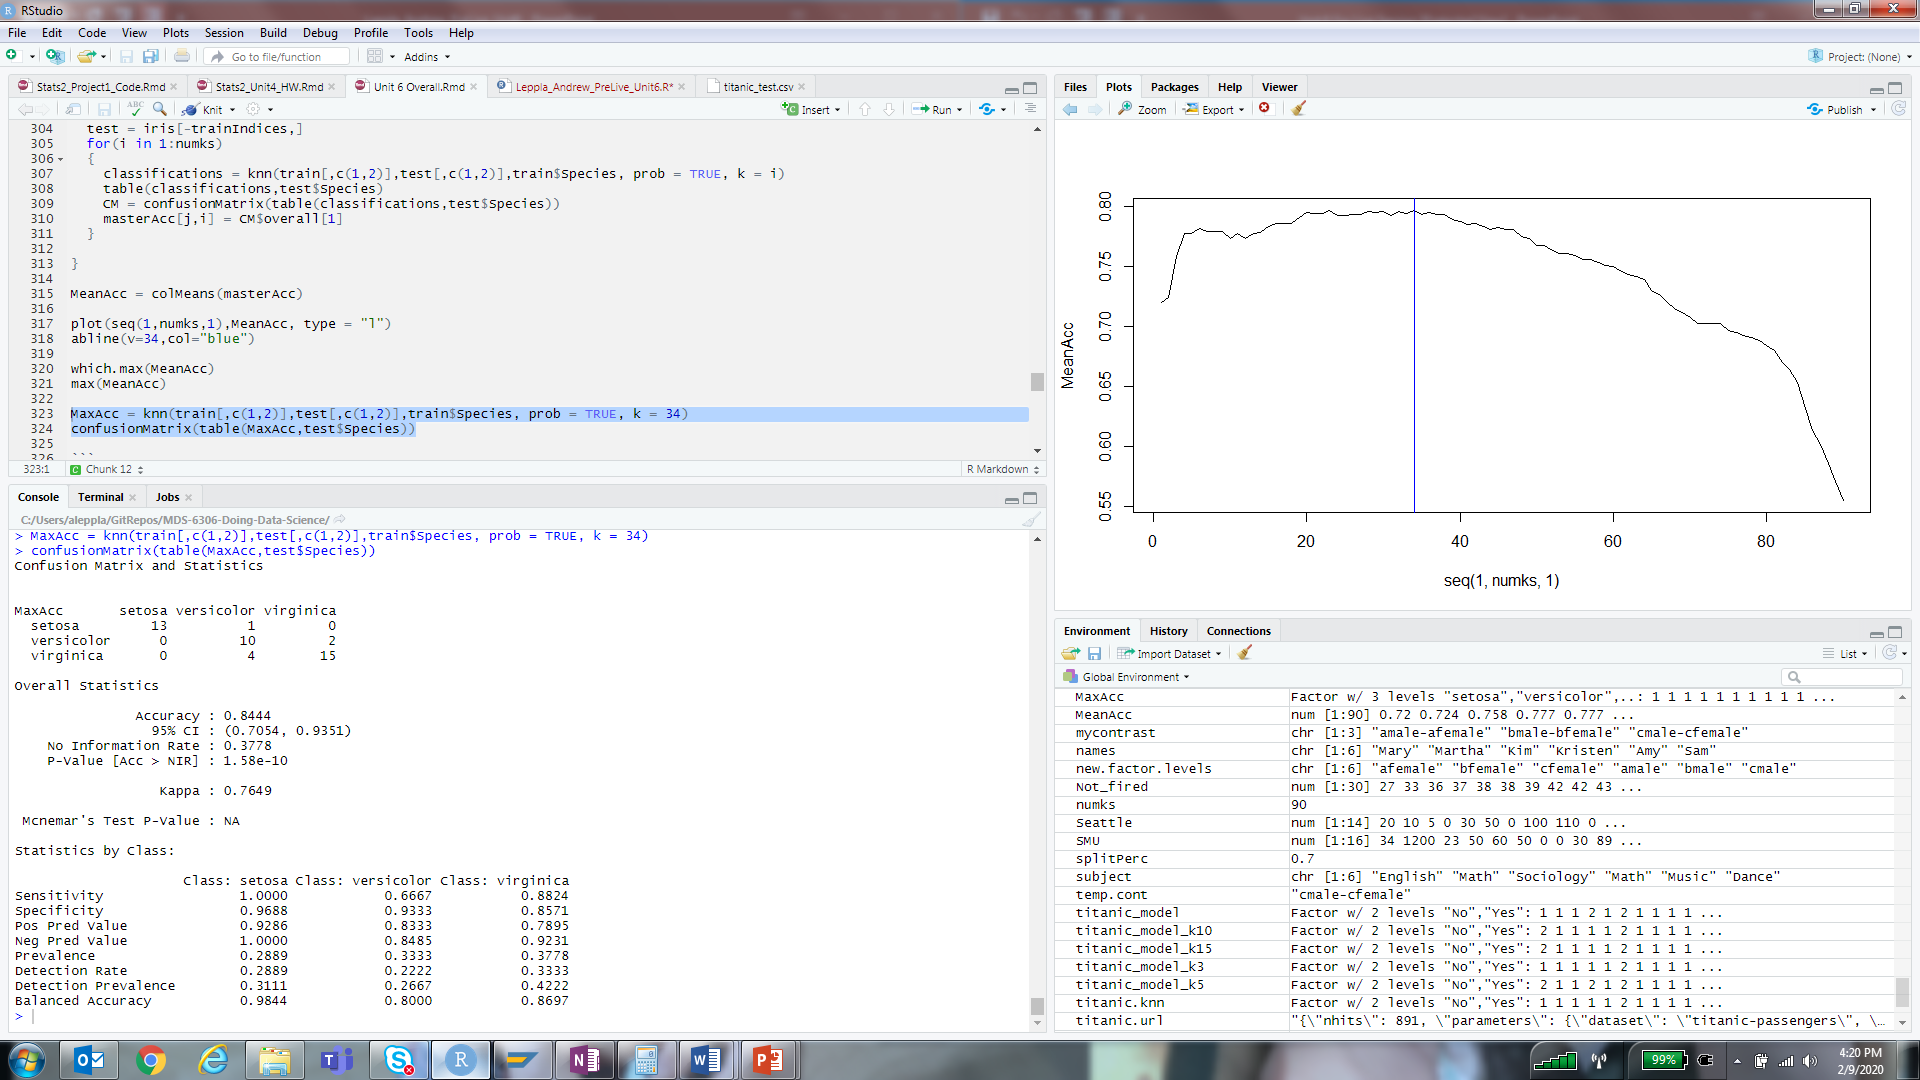 RStudio
File Edit Code View Plots Session Build Debug Profile Tools Help
Go to file/function Addins Project: (None)
Stats2_Project1_Code.Rmd Stats2_Unit4_HW.Rmd Unit 6 Overall.Rmd Leppla_Andrew_PreLive_Unit6.R* titanic_test.csv
ABC Knit Insert Run
304 test = iris[-trainIndices,]
305 for(i in 1:numks)
306 {
307 classifications = knn(train[,c(1,2)],test[,c(1,2)],train$Species, prob = TRUE, k = i)
308 table(classifications,test$Species)
309 CM = confusionMatrix(table(classifications,test$Species))
310 masterAcc[j,i] = CM$overall[1]
311 }
312
313 }
314
315 MeanAcc = colMeans(masterAcc)
316
317 plot(seq(1,numks,1),MeanAcc, type = "l")
318 abline(v=34,col="blue")
319
320 which.max(MeanAcc)
321 max(MeanAcc)
322
323 MaxAcc = knn(train[,c(1,2)],test[,c(1,2)],train$Species, prob = TRUE, k = 34)
324 confusionMatrix(table(MaxAcc,test$Species))
325
326 ```
323:1 C Chunk 12 R Markdown
Console Terminal Jobs
C:/Users/aleppla/GitRepos/MDS-6306-Doing-Data-Science/
> MaxAcc = knn(train[,c(1,2)],test[,c(1,2)],train$Species, prob = TRUE, k = 34)
> confusionMatrix(table(MaxAcc,test$Species))
Confusion Matrix and Statistics
MaxAcc setosa versicolor virginica
setosa 13 1 0
versicolor 0 10 2
virginica 0 4 15
Overall Statistics
Accuracy : 0.8444
95% CI : (0.7054, 0.9351)
No Information Rate : 0.3778
P-Value [Acc > NIR] : 1.58e-10
Kappa : 0.7649
Mcnemar's Test P-Value : NA
Statistics by Class:
Class: setosa Class: versicolor Class: virginica
Sensitivity 1.0000 0.6667 0.8824
Specificity 0.9688 0.9333 0.8571
Pos Pred Value 0.9286 0.8333 0.7895
Neg Pred Value 1.0000 0.8485 0.9231
Prevalence 0.2889 0.3333 0.3778
Detection Rate 0.2889 0.2222 0.3333
Detection Prevalence 0.3111 0.2667 0.4222
Balanced Accuracy 0.9844 0.8000 0.8697
>
Files Plots Packages Help Viewer
Zoom Export Publish
0.80
0.75
0.70
0.65
0.60
0.55
MeanAcc
0 20 40 60 80
seq(1, numks, 1)
Environment History Connections
Import Dataset List
Global Environment
MaxAcc Factor w/ 3 levels "setosa","versicolor",..: 1 1 1 1 1 1 1 1 1 1 ...
MeanAcc num [1:90] 0.72 0.724 0.758 0.777 0.777 ...
mycontrast chr [1:3] "amale-afemale" "bmale-bfemale" "cmale-cfemale"
names chr [1:6] "Mary" "Martha" "Kim" "Kristen" "Amy" "Sam"
new.factor.levels chr [1:6] "afemale" "bfemale" "cfemale" "amale" "bmale" "cmale"
Not_fired num [1:30] 27 33 36 37 38 38 39 42 42 43 ...
numks 90
Seattle num [1:14] 20 10 5 0 30 50 0 100 110 0 ...
SMU num [1:16] 34 1200 23 50 60 50 0 0 30 89 ...
splitPerc 0.7
subject chr [1:6] "English" "Math" "Sociology" "Math" "Music" "Dance"
temp.cont "cmale-cfemale"
titanic_model Factor w/ 2 levels "No","Yes": 1 1 1 2 1 2 1 1 1 1 ...
titanic_model_k10 Factor w/ 2 levels "No","Yes": 2 1 1 1 1 2 1 1 1 1 ...
titanic_model_k15 Factor w/ 2 levels "No","Yes": 2 1 1 1 1 2 1 1 1 1 ...
titanic_model_k3 Factor w/ 2 levels "No","Yes": 1 1 1 1 1 2 1 1 1 1 ...
titanic_model_k5 Factor w/ 2 levels "No","Yes": 2 1 1 2 1 2 1 1 1 1 ...
titanic.knn Factor w/ 2 levels "No","Yes": 1 1 1 1 1 2 1 1 1 1 ...
titanic.url "{\"nhits\": 891, \"parameters\": {\"dataset\": \"titanic-passengers\", \...
99% 4:20 PM
2/9/2020